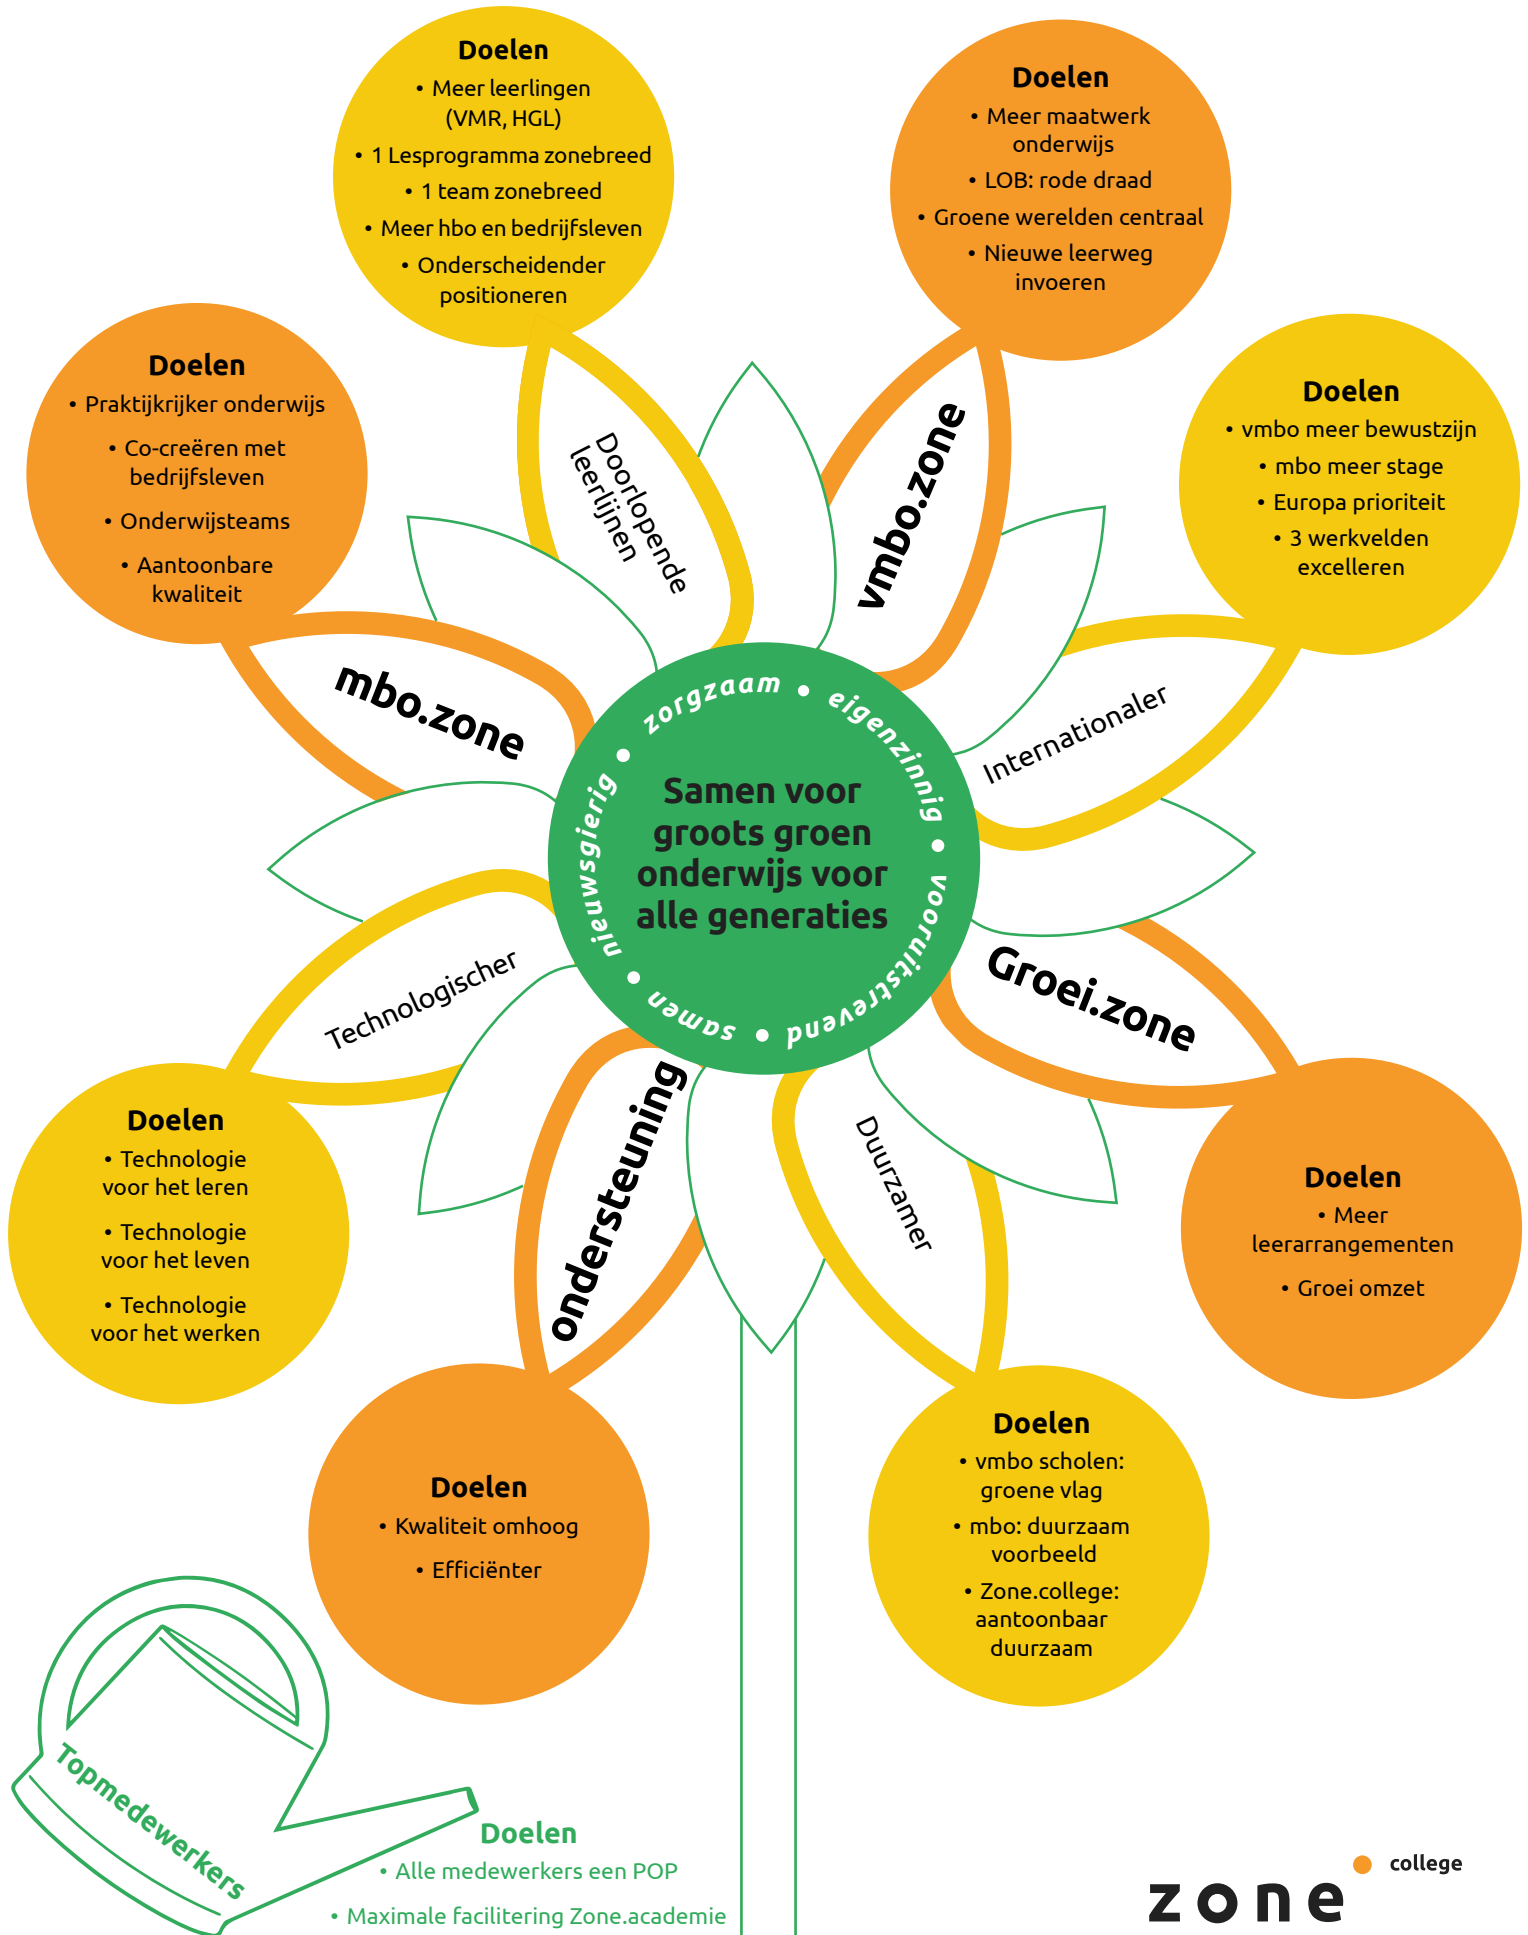 Doelen
• Meer leerlingen
(VMR, HGL)
• 1 Lesprogramma zonebreed
• 1 team zonebreed
• Meer hbo en bedrijfsleven
• Onderscheidender
positioneren
Doelen
• Meer maatwerk
onderwijs
• LOB: rode draad
• Groene werelden centraal
• Nieuwe leerweg
invoeren
Doelen
• Praktijkrijker onderwijs
• Co-creëren met
bedrijfsleven
• Onderwijsteams
• Aantoonbare
kwaliteit
Doelen
• vmbo meer bewustzijn
• mbo meer stage
• Europa prioriteit
• 3 werkvelden
excelleren
Doorlopende
leerlijnen
vmbo.zone
mbo.zone
Internationaler
zorgzaam • eigenzinnig • vooruitstrevend • samen • nieuwsgierig •
Samen voor
groots groen
onderwijs voor
alle generaties
Technologischer
Groei.zone
ondersteuning
Duurzamer
Doelen
• Technologie
voor het leren
• Technologie
voor het leven
• Technologie
voor het werken
Doelen
• Meer
leerarrangementen
• Groei omzet
Doelen
• Kwaliteit omhoog
• Efficiënter
Doelen
• vmbo scholen:
groene vlag
• mbo: duurzaam
voorbeeld
• Zone.college:
aantoonbaar
duurzaam
Topmedewerkers
Doelen
• Alle medewerkers een POP
• Maximale facilitering Zone.academie
zone college